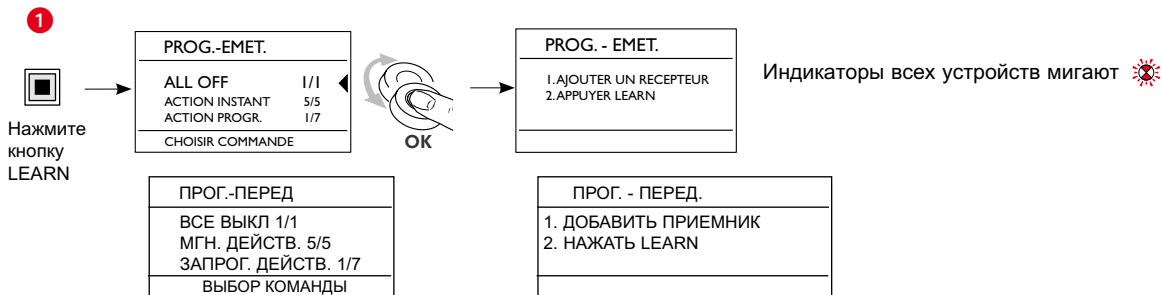 1
Нажмите
кнопку
LEARN
PROG.-EMET.
ALL OFF 1/1
ACTION INSTANT 5/5
ACTION PROGR. 1/7
CHOISIR COMMANDE
OK
PROG. - EMET.
1. AJOUTER UN RECEPTEUR
2. APPUYER LEARN
Индикаторы всех устройств мигают
ПРОГ.-ПЕРЕД
ВСЕ ВЫКЛ 1/1
МГН. ДЕЙСТВ. 5/5
ЗАПРОГ. ДЕЙСТВ. 1/7
ВЫБОР КОМАНДЫ
ПРОГ. - ПЕРЕД.
1. ДОБАВИТЬ ПРИЕМНИК
2. НАЖАТЬ LEARN